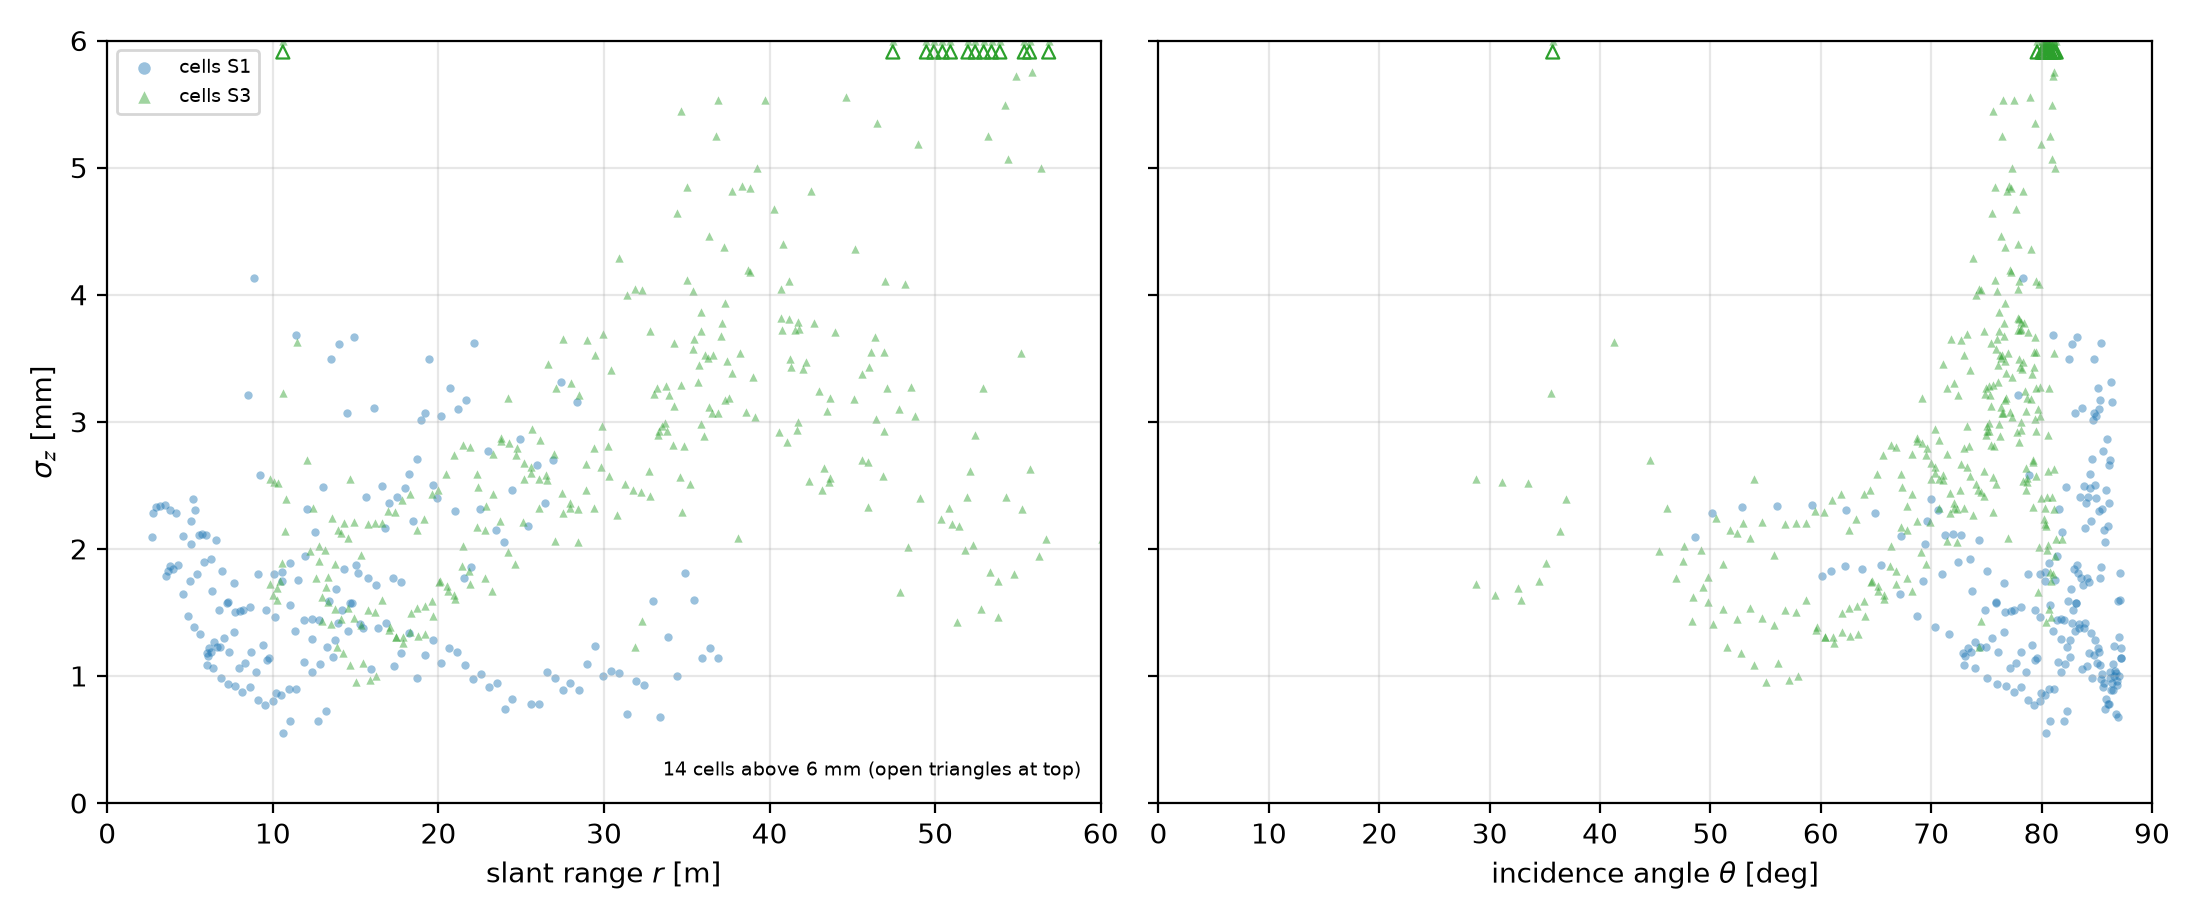 6
5
4
3
2
1
0
σz [mm]
cells S1
cells S3
14 cells above 6 mm (open triangles at top)
0 10 20 30 40 50 60
slant range r [m]
0 10 20 30 40 50 60 70 80 90
incidence angle θ [deg]